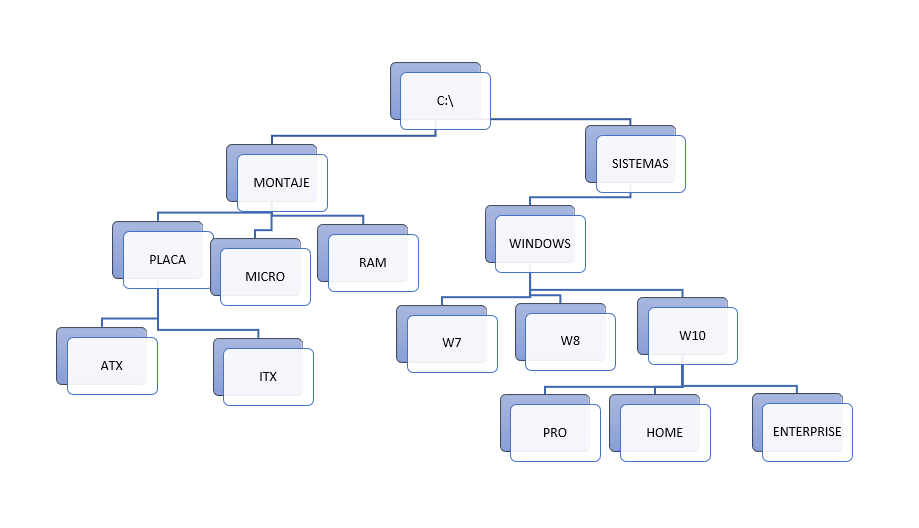 C:\
MONTAJE
SISTEMAS
PLACA
MICRO
RAM
WINDOWS
ATX
ITX
W7
W8
W10
PRO
HOME
ENTERPRISE